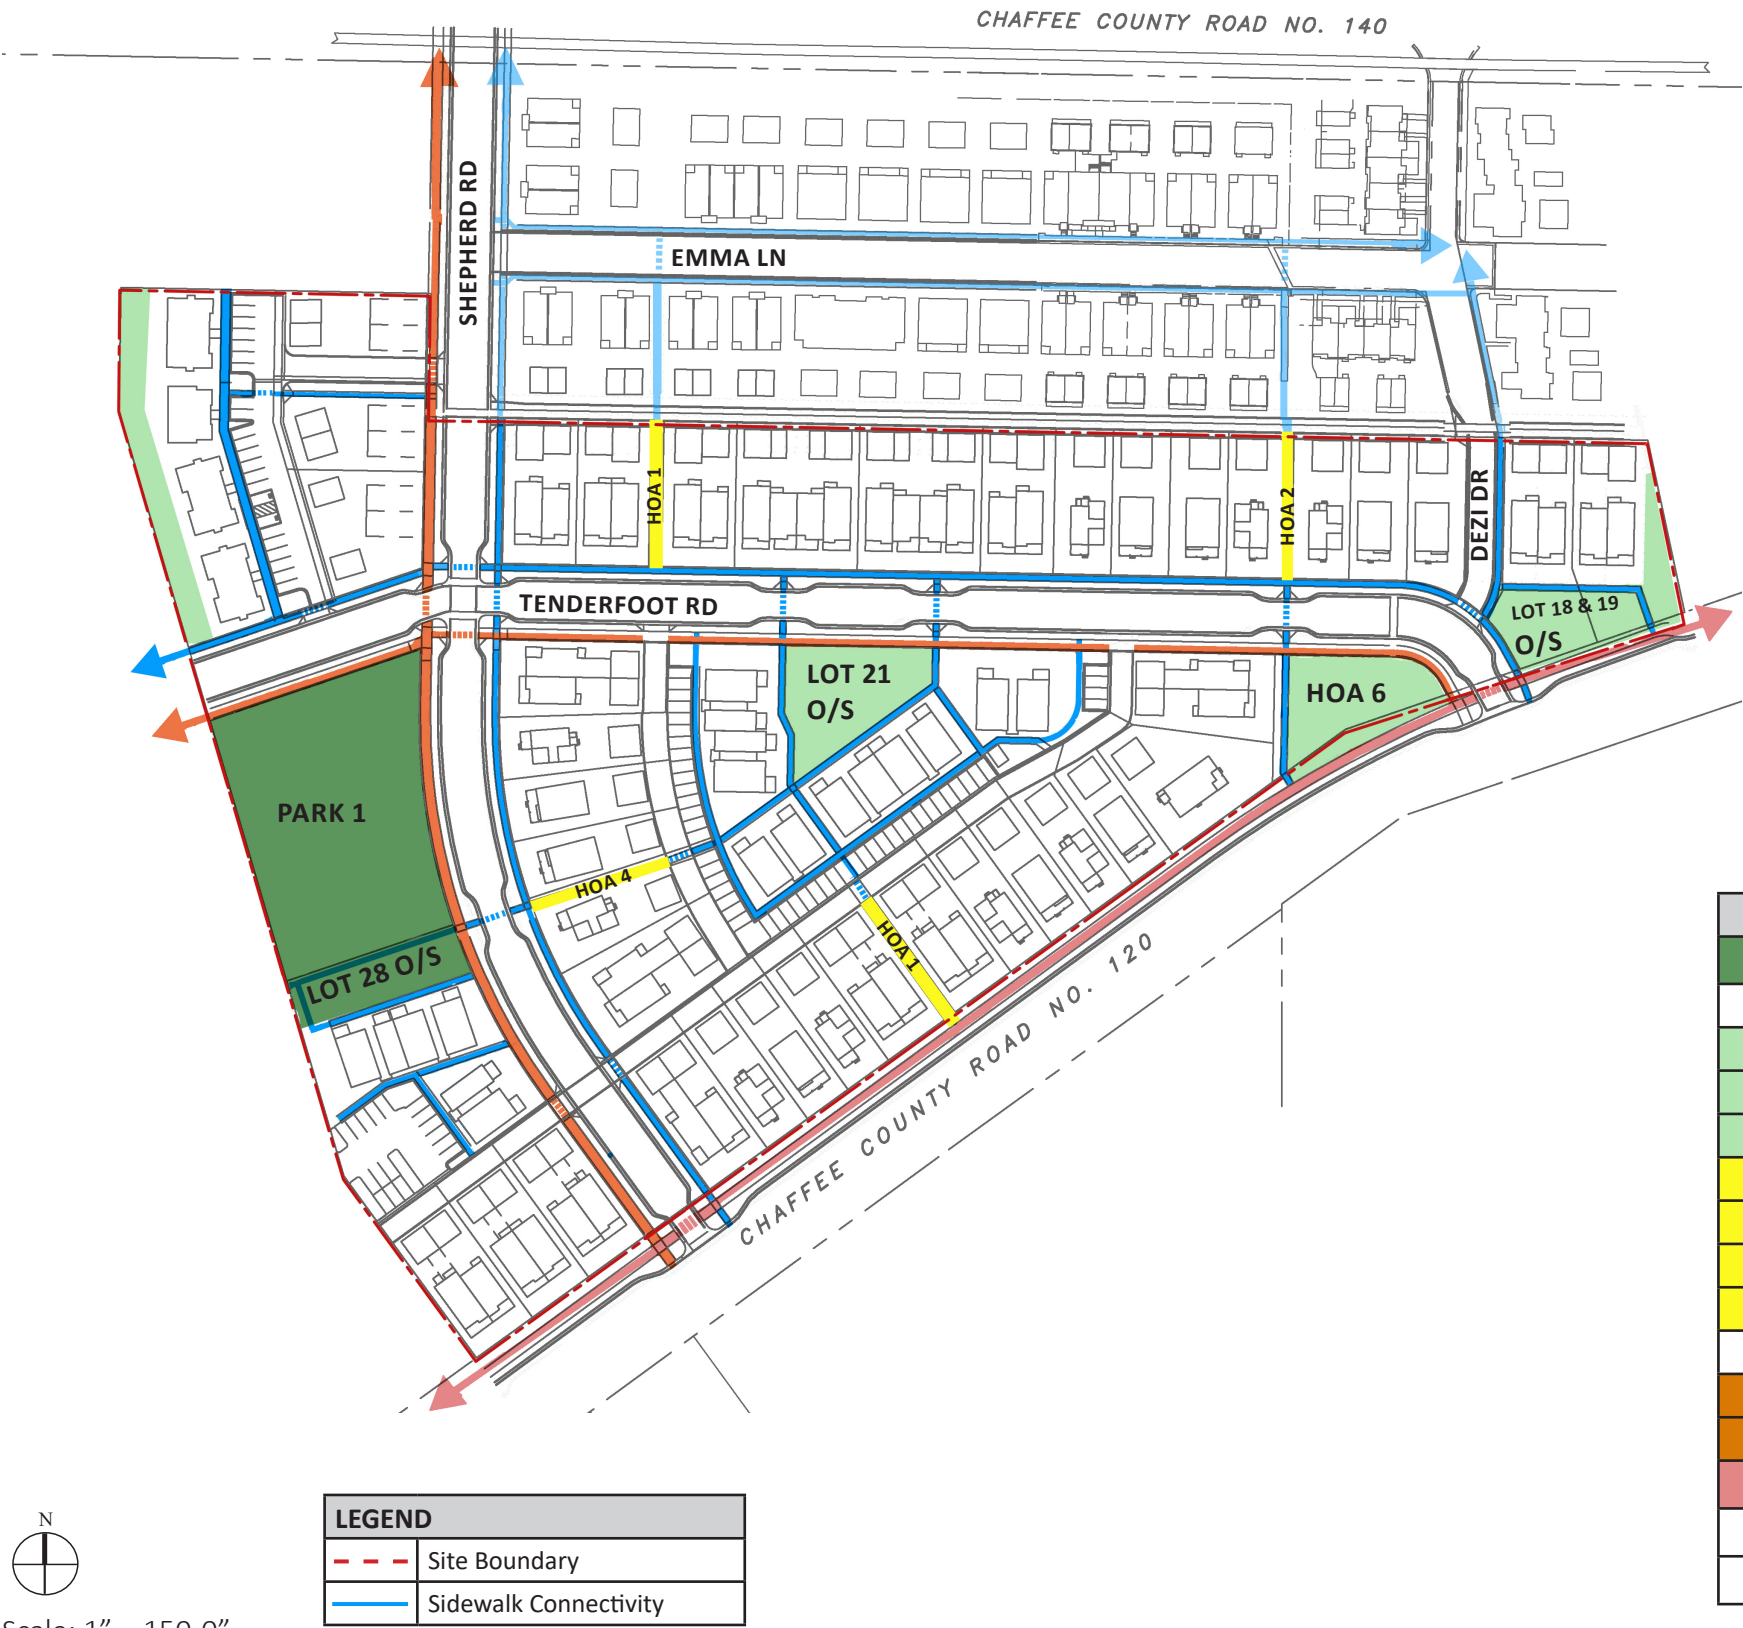 CHAFFEE COUNTY ROAD NO. 140
SHEPHERD RD
EMMA LN
HOA 1
HOA 2
DEZI DR
TENDERFOOT RD
LOT 18 & 19
O/S
LOT 21
O/S
HOA 6
PARK 1
HOA 4
HOA 1
LOT 28 O/S
CHAFFEE COUNTY ROAD NO. 120
N
LEGEND
Site Boundary
Sidewalk Connectivity